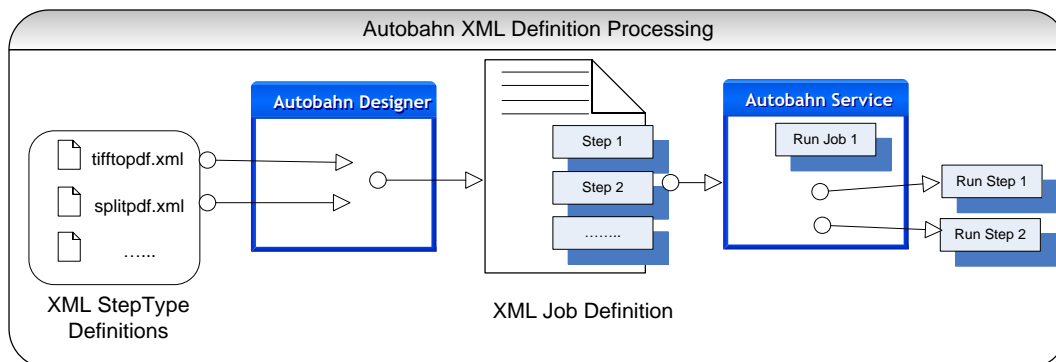 Autobahn XML Definition Processing
Autobahn Designer
Autobahn Service
tifftopdf.xml
splitpdf.xml
…...
XML StepType
Definitions
Step 1
Step 2
……..
XML Job Definition
Run Job 1
Run Step 1
Run Step 2